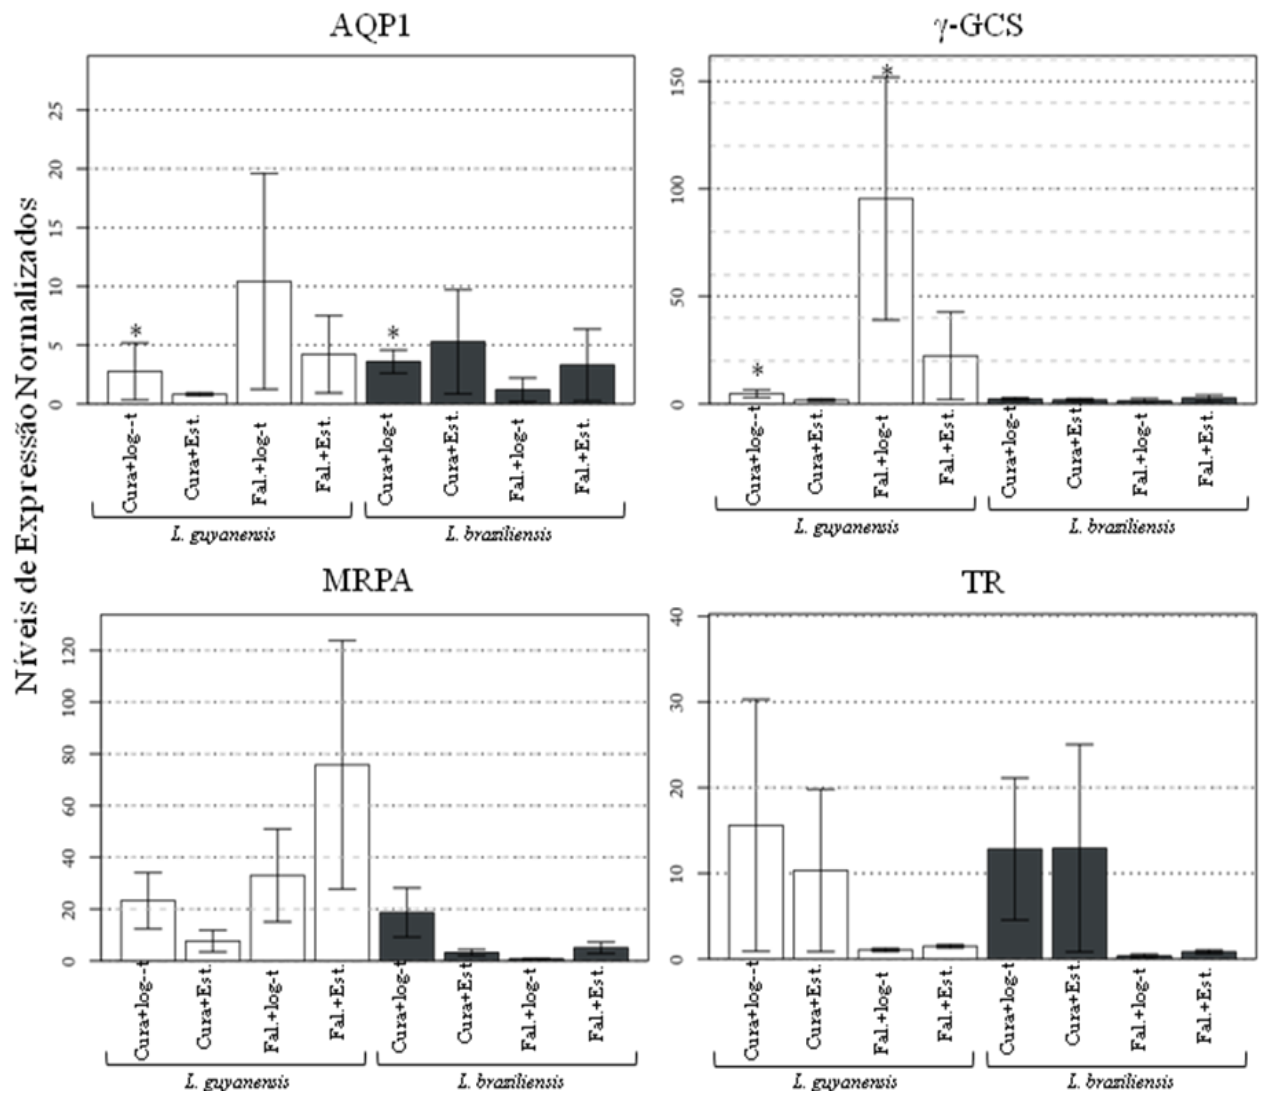 AQP1
γ-GCS
Níveis de Expressão Normalizados
25
20
15
10
5
0
*
*
Cura+log--t
Cura+Est.
Fal.+log-t
Fal.+Est.
Cura+log-t
Cura+Est.
Fal.+log-t
Fal.+Est.
L. guyanensis
L. braziliensis
150
100
50
0
*
*
Cura+log--t
Cura+Est.
Fal.+log-t
Fal.+Est.
Cura+log-t
Cura+Est.
Fal.+log-t
Fal.+Est.
L. guyanensis
L. braziliensis
MRPA
TR
120
100
80
60
40
20
0
Cura+log--t
Cura+Est.
Fal.+log-t
Fal.+Est.
Cura+log-t
Cura+Est
Fal.+log-t
Fal.+Est.
L. guyanensis
L. braziliensis
40
30
20
10
0
Cura+log--t
Cura+Est.
Fal.+log-t
Fal.+Est.
Cura+log-t
Cura+Est.
Fal.+log-t
Fal.+Est.
L. guyanensis
L. braziliensis